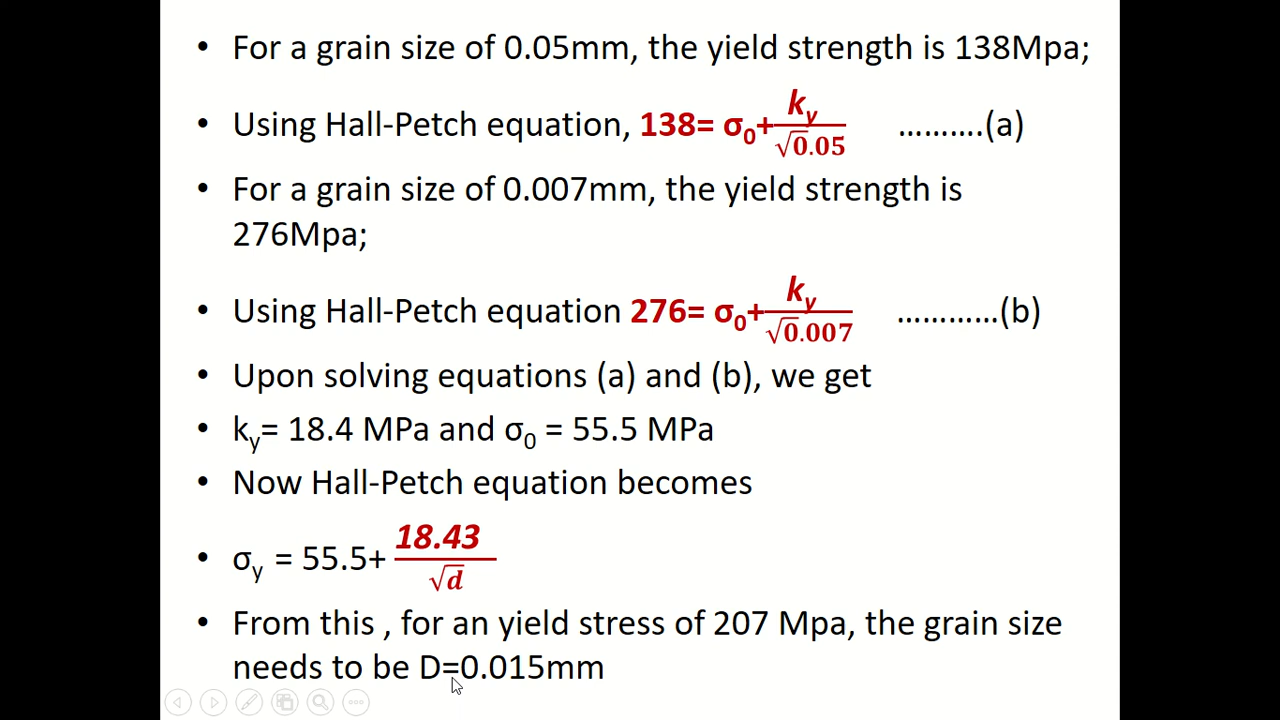 • For a grain size of 0.05mm, the yield strength is 138Mpa;
• Using Hall-Petch equation, 138= σ₀+ k_y/√0.05 ……….(a)
• For a grain size of 0.007mm, the yield strength is
276Mpa;
• Using Hall-Petch equation 276= σ₀+ k_y/√0.007 …………(b)
• Upon solving equations (a) and (b), we get
• k_y= 18.4 MPa and σ₀ = 55.5 MPa
• Now Hall-Petch equation becomes
• σ_y = 55.5+ 18.43/√d
• From this , for an yield stress of 207 Mpa, the grain size
needs to be D=0.015mm